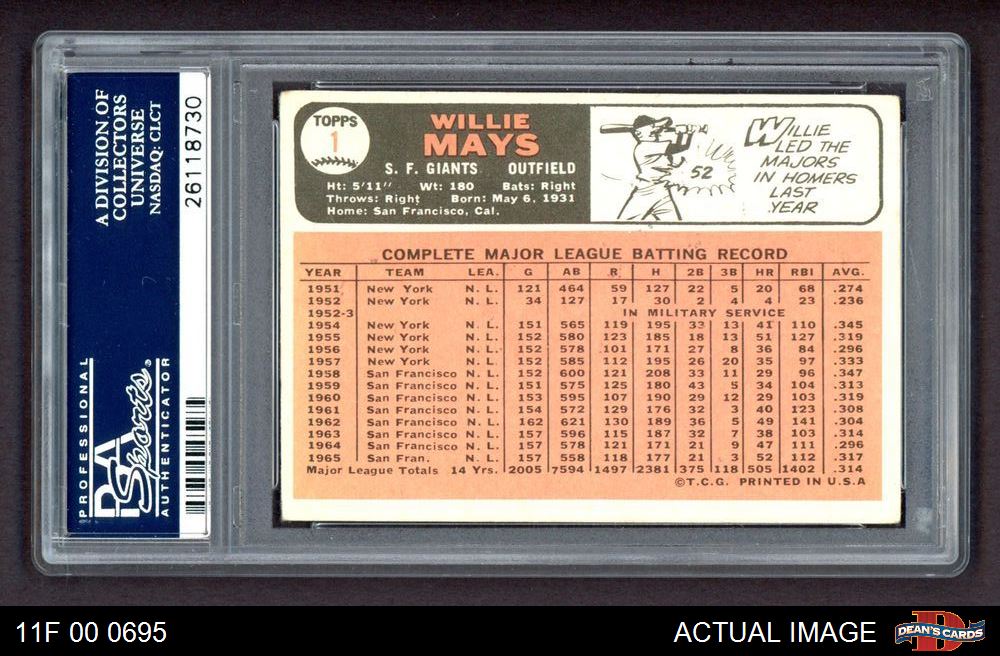 A DIVISION OF
COLLECTORS
UNIVERSE
NASDAQ: CLCT
26118730
PROFESSIONAL
PSA
Sports
AUTHENTICATOR
TOPPS
1
WILLIE
MAYS
S. F. GIANTS OUTFIELD
Ht: 5'11" Wt: 180 Bats: Right
Throws: Right Born: May 6, 1931
Home: San Francisco, Cal.
52
WILLIE
LED THE
MAJORS
IN HOMERS
LAST
YEAR
COMPLETE MAJOR LEAGUE BATTING RECORD
YEAR TEAM LEA. G AB R H 2B 3B HR RBI AVG.
1951 New York N. L. 121 464 59 127 22 5 20 68 .274
1952 New York N. L. 34 127 17 30 2 4 4 23 .236
1952-3 IN MILITARY SERVICE
1954 New York N. L. 151 565 119 195 33 13 41 110 .345
1955 New York N. L. 152 580 123 185 18 13 51 127 .319
1956 New York N. L. 152 578 101 171 27 8 36 84 .296
1957 New York N. L. 152 585 112 195 26 20 35 97 .333
1958 San Francisco N. L. 152 600 121 208 33 11 29 96 .347
1959 San Francisco N. L. 151 575 125 180 43 5 34 104 .313
1960 San Francisco N. L. 153 595 107 190 29 12 29 103 .319
1961 San Francisco N. L. 154 572 129 176 32 3 40 123 .308
1962 San Francisco N. L. 162 621 130 189 36 5 49 141 .304
1963 San Francisco N. L. 157 596 115 187 32 7 38 103 .314
1964 San Francisco N. L. 157 578 121 171 21 9 47 111 .296
1965 San Fran. N. L. 157 558 118 177 21 3 52 112 .317
Major League Totals 14 Yrs. 2005 7594 1497 2381 375 118 505 1402 .314
©T.C.G. PRINTED IN U.S.A
11F 00 0695
ACTUAL IMAGE
D
DEAN'S CARDS